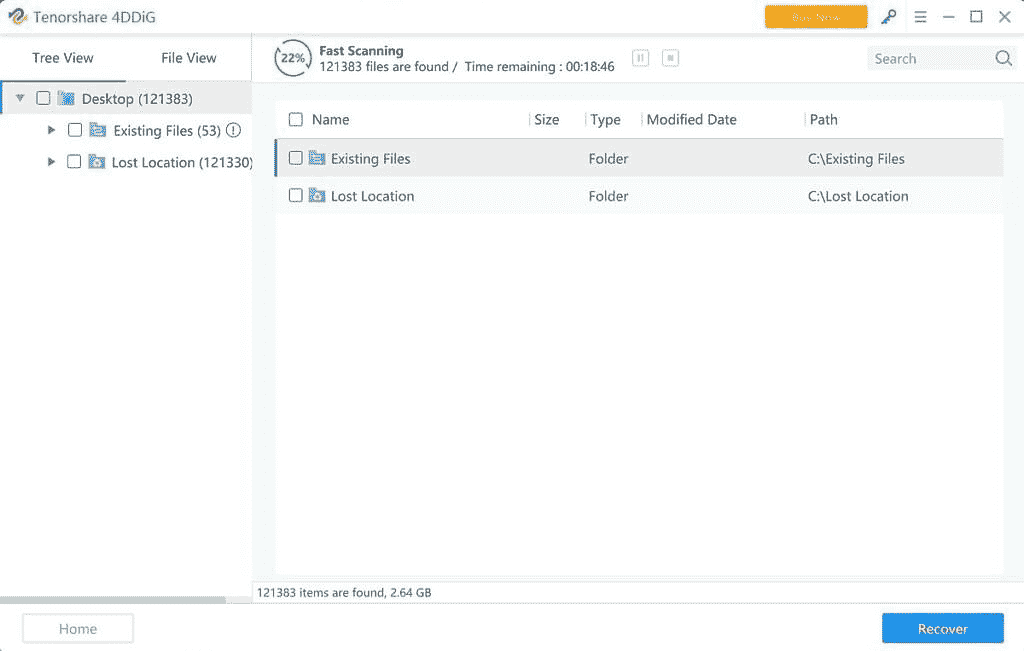 Tenorshare 4DDiG
Buy Now
Tree View
File View
22%
Fast Scanning
121383 files are found / Time remaining : 00:18:46
Search
Desktop (121383)
Existing Files (53)
Lost Location (121330)
Name Size Type Modified Date Path
Existing Files Folder C:\Existing Files
Lost Location Folder C:\Lost Location
121383 items are found, 2.64 GB
Home
Recover